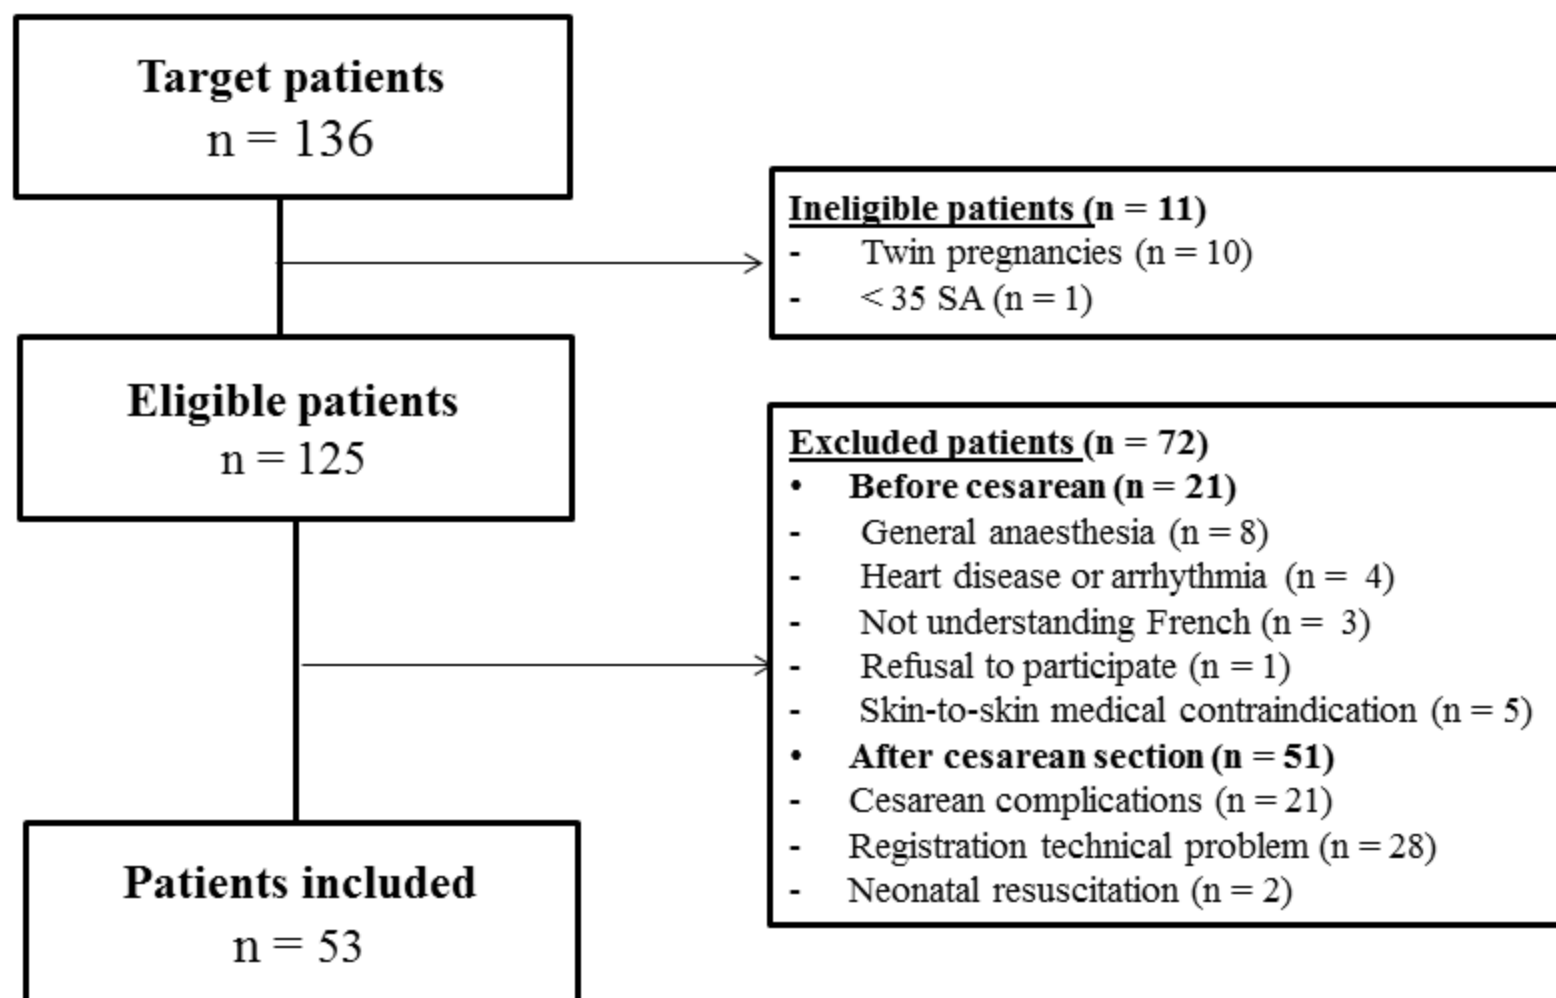 Target patients
n = 136
Ineligible patients (n = 11)
- Twin pregnancies (n = 10)
- < 35 SA (n = 1)
Eligible patients
n = 125
Excluded patients (n = 72)
• Before cesarean (n = 21)
- General anaesthesia (n = 8)
- Heart disease or arrhythmia (n = 4)
- Not understanding French (n = 3)
- Refusal to participate (n = 1)
- Skin-to-skin medical contraindication (n = 5)
• After cesarean section (n = 51)
- Cesarean complications (n = 21)
- Registration technical problem (n = 28)
- Neonatal resuscitation (n = 2)
Patients included
n = 53